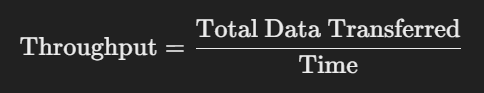 Throughput = Total Data Transferred
Time